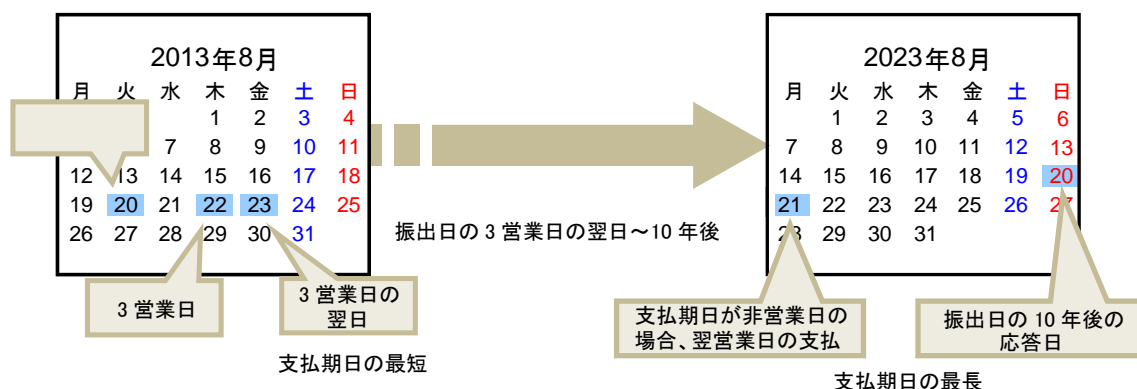 2013年8月
月 火 水 木 金 土 日
1 2 3 4
7 8 9 10 11
12 13 14 15 16 17 18
19 20 21 22 23 24 25
26 27 28 29 30 31
3 営業日
3 営業日の
翌日
支払期日の最短
振出日の 3 営業日の翌日～10 年後
2023年8月
月 火 水 木 金 土 日
1 2 3 4 5 6
7 8 9 10 11 12 13
14 15 16 17 18 19 20
21 22 23 24 25 26 27
28 29 30 31
支払期日が非営業日の
場合、翌営業日の支払
振出日の 10 年後の
応答日
支払期日の最長